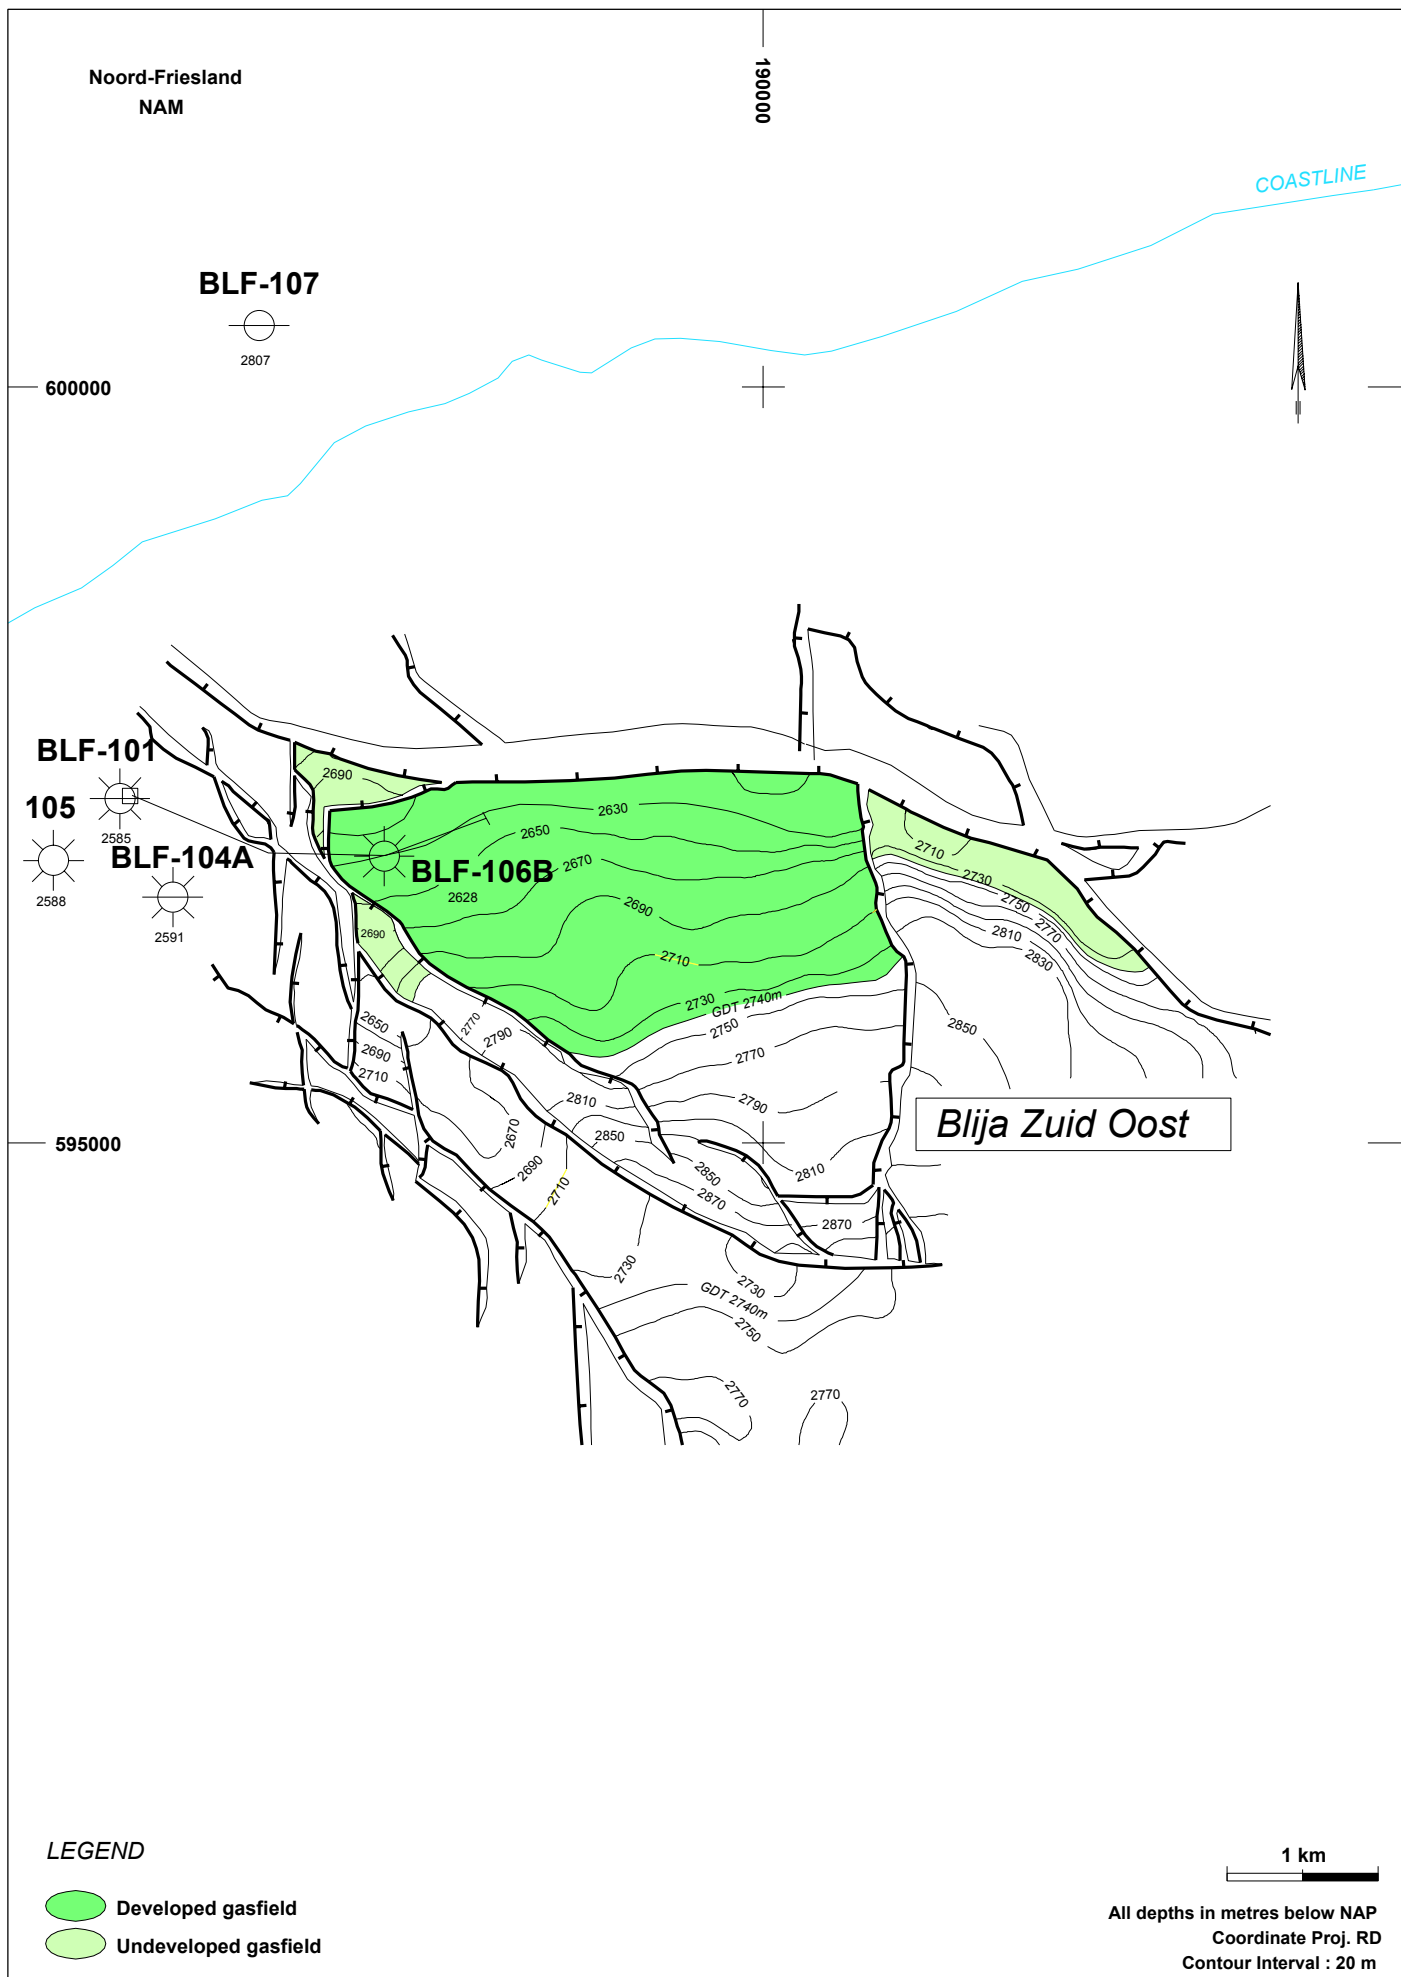 Noord-Friesland
NAM
190000
COASTLINE
BLF-107
2807
600000
BLF-101
2585
105
2588
BLF-104A
2591
BLF-106B
2628
2690
2630
2650
2670
2690
2710
2730
GDT 2740m
2750
2770
2790
2810
2710
2730
2750
2770
2810
2830
2850
2690
2650
2690
2710
2770
2790
2810
2850
2850
2870
2870
2670
2690
2710
2730
2730
GDT 2740m
2750
2770
2770
Blija Zuid Oost
595000
LEGEND
Developed gasfield
Undeveloped gasfield
1 km
All depths in metres below NAP
Coordinate Proj. RD
Contour Interval : 20 m